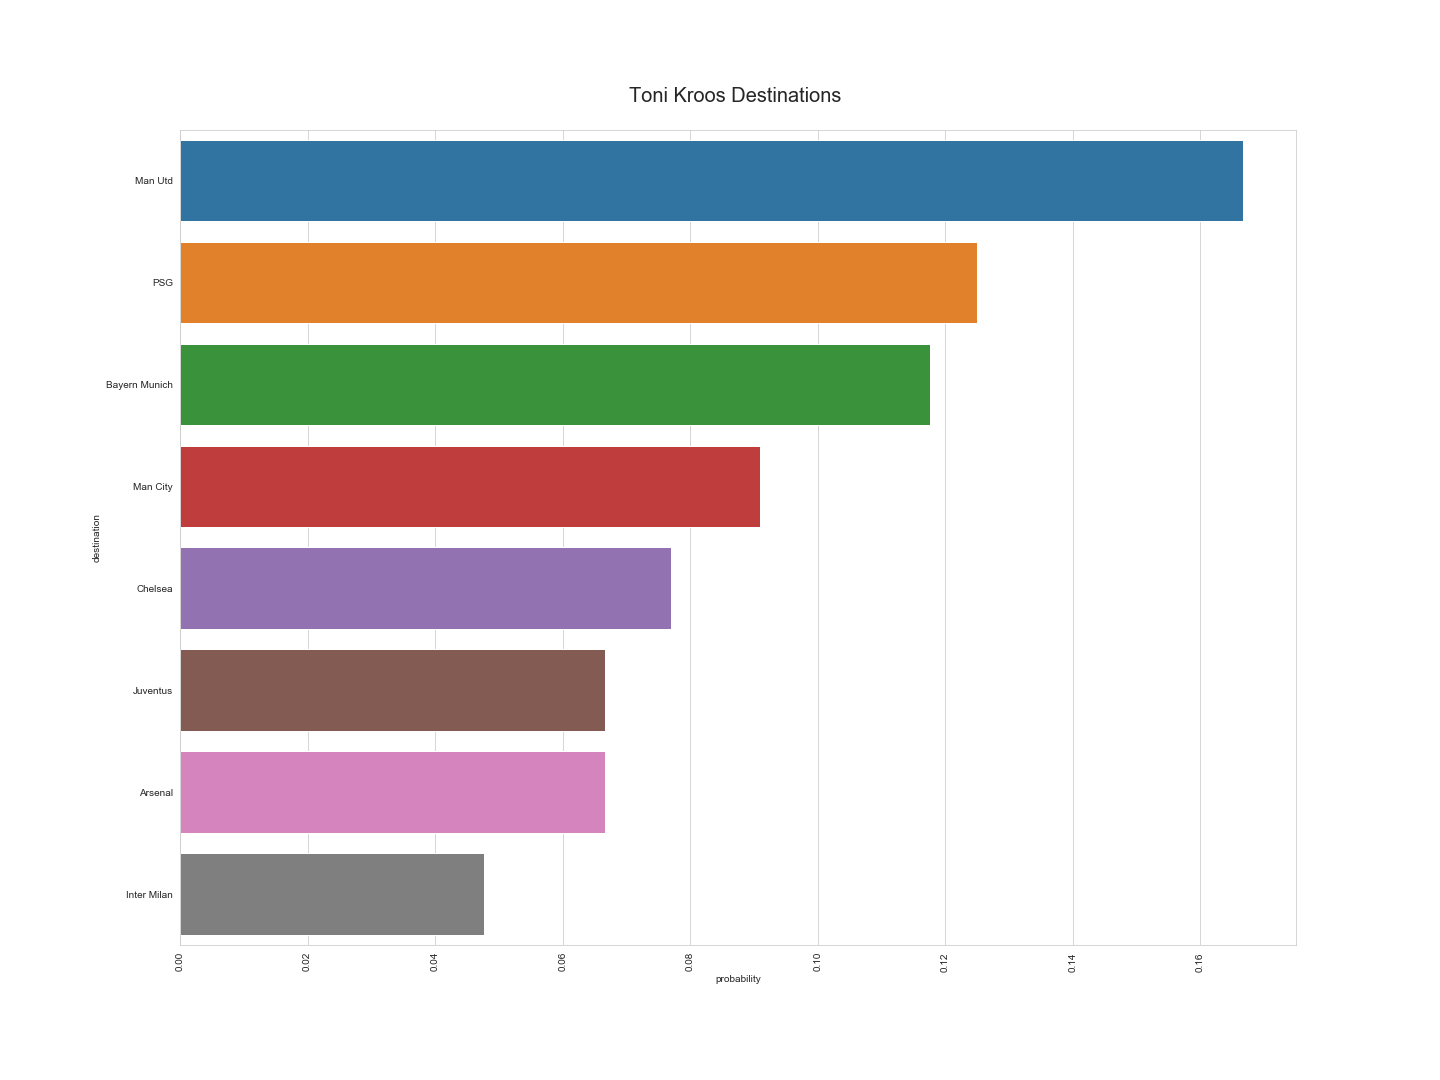 Toni Kroos Destinations
Man Utd
PSG
Bayern Munich
Man City
Chelsea
Juventus
Arsenal
Inter Milan
destination
0.00
0.02
0.04
0.06
0.08
0.10
0.12
0.14
0.16
probability